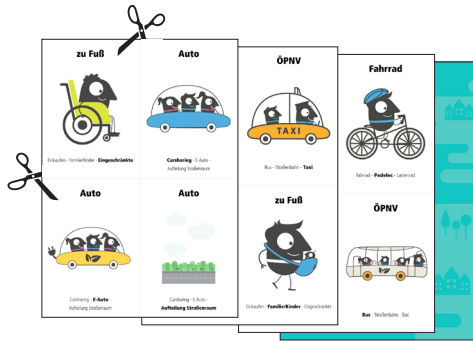 zu Fuß
Einkaufen - Familie/Kinder - Eingeschränkte
Auto
Carsharing - E-Auto -
Aufteilung Straßenraum
ÖPNV
TAXI
Bus - Straßenbahn - Taxi
Fahrrad
Fahrrad - Pedelec - Lastenrad
Auto
Carsharing - E-Auto -
Aufteilung Straßenraum
Auto
Carsharing - E-Auto -
Aufteilung Straßenraum
zu Fuß
Einkaufen - Familie/Kinder - Eingeschränkte
ÖPNV
Bus - Straßenbahn - Taxi